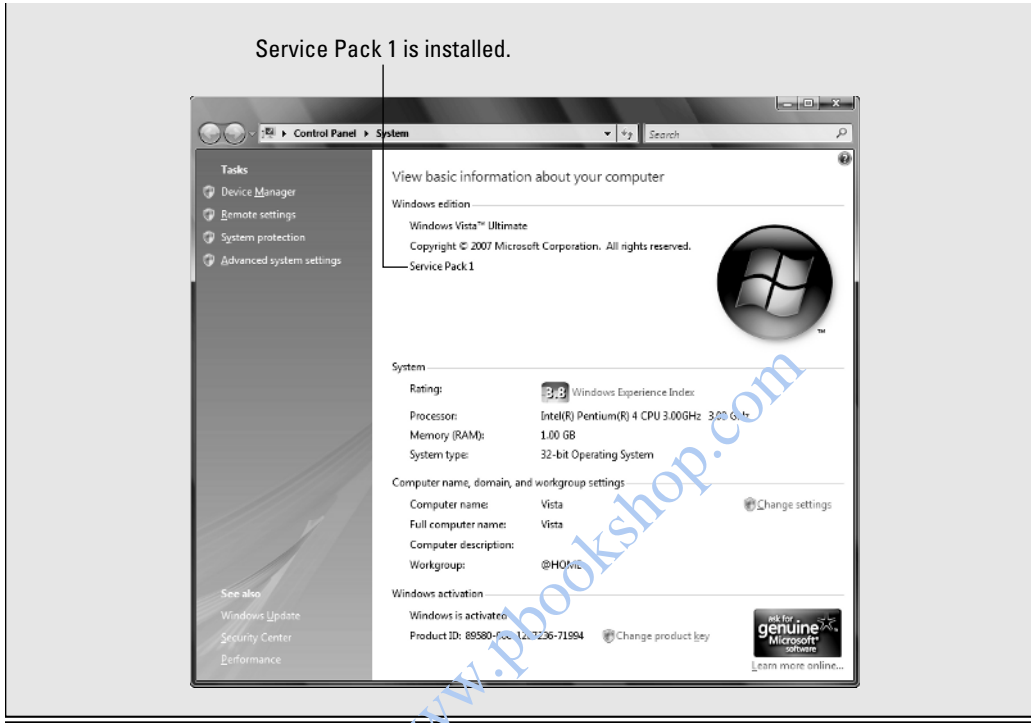 Service Pack 1 is installed.
Control Panel
System
Search
Tasks
Device Manager
Remote settings
System protection
Advanced system settings
See also
Windows Update
Security Center
Performance
View basic information about your computer
Windows edition
Windows Vista™ Ultimate
Copyright © 2007 Microsoft Corporation. All rights reserved.
Service Pack 1
TM
System
Rating:
3.8 Windows Experience Index
Processor: Intel(R) Pentium(R) 4 CPU 3.00GHz 3.00 GHz
Memory (RAM): 1.00 GB
System type: 32-bit Operating System
Computer name, domain, and workgroup settings
Computer name: Vista
Change settings
Full computer name: Vista
Computer description:
Workgroup: @HOME
Windows activation
Windows is activated
Product ID: Change product key
ask for
genuine
Microsoft®
software
Learn more online...
www.pbookshop.com